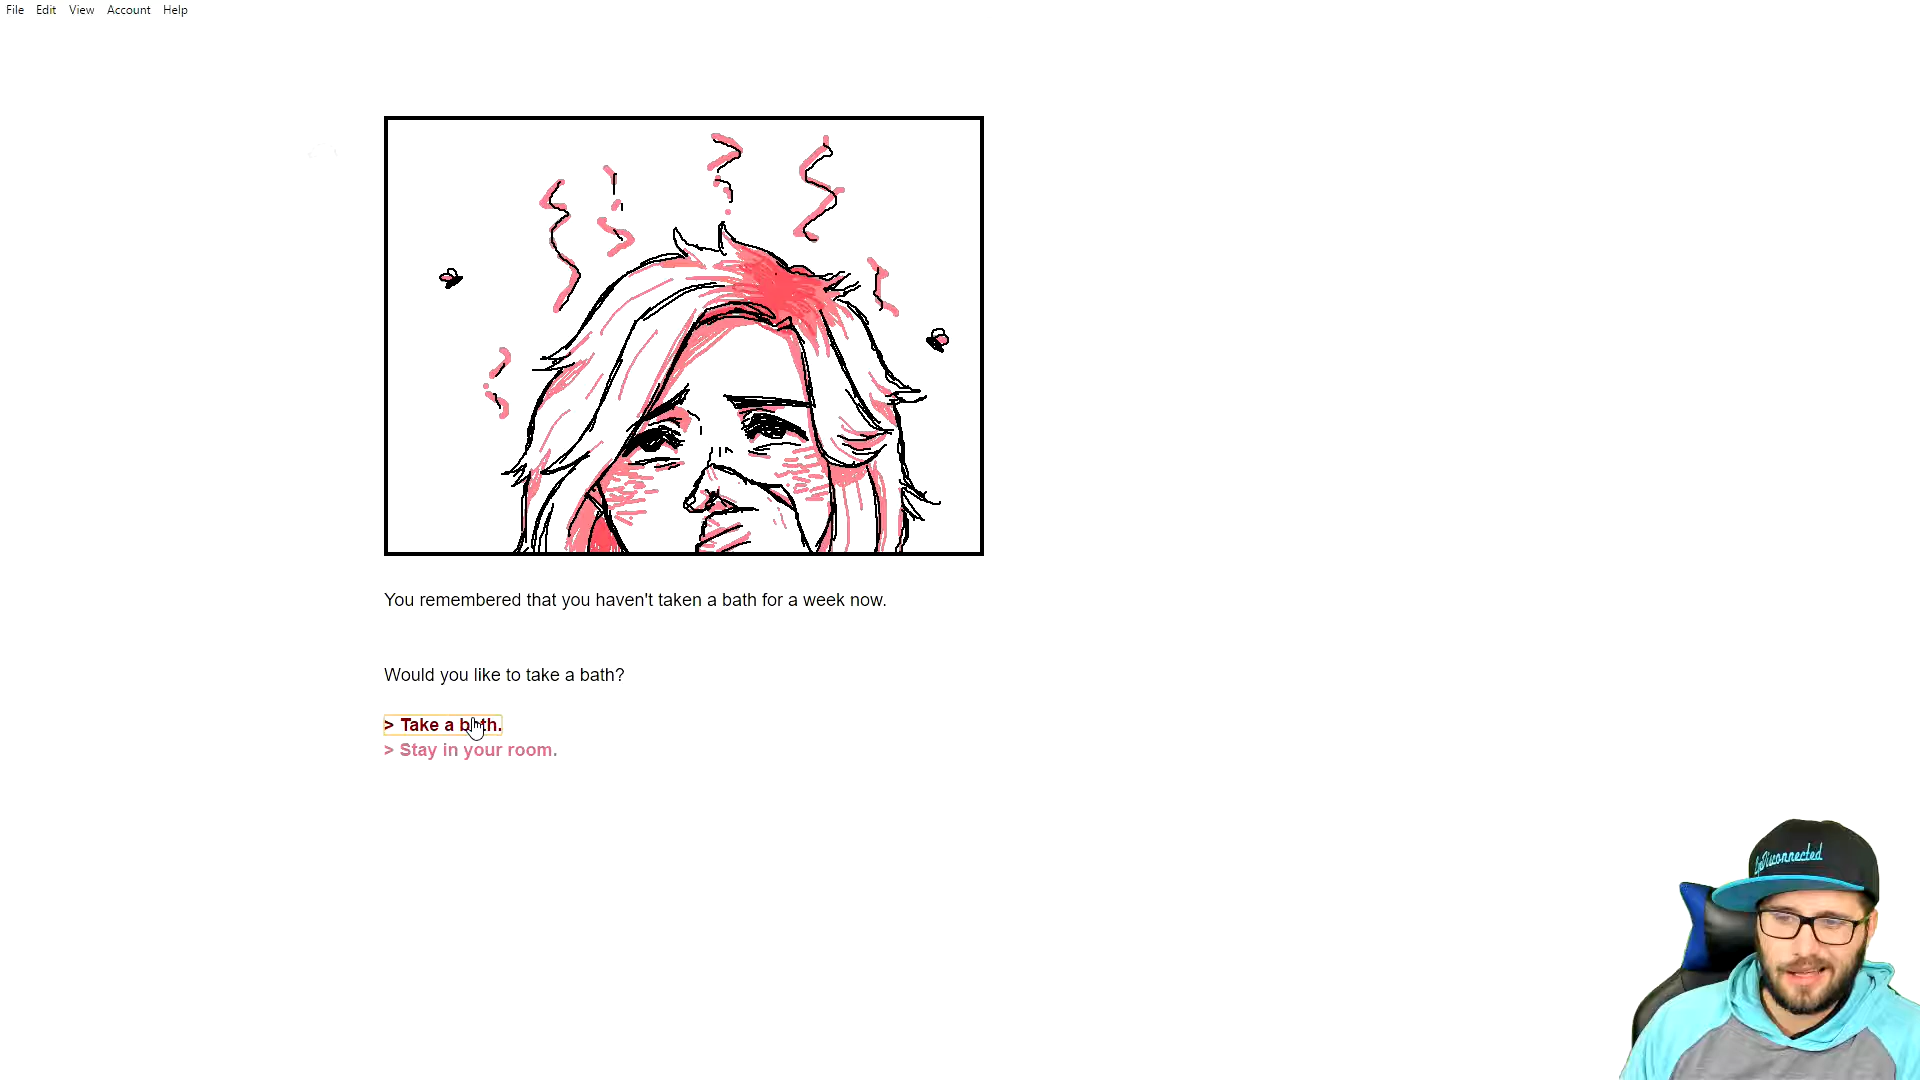 File Edit View Account Help
You remembered that you haven't taken a bath for a week now.
Would you like to take a bath?
> Take a bath.
> Stay in your room.